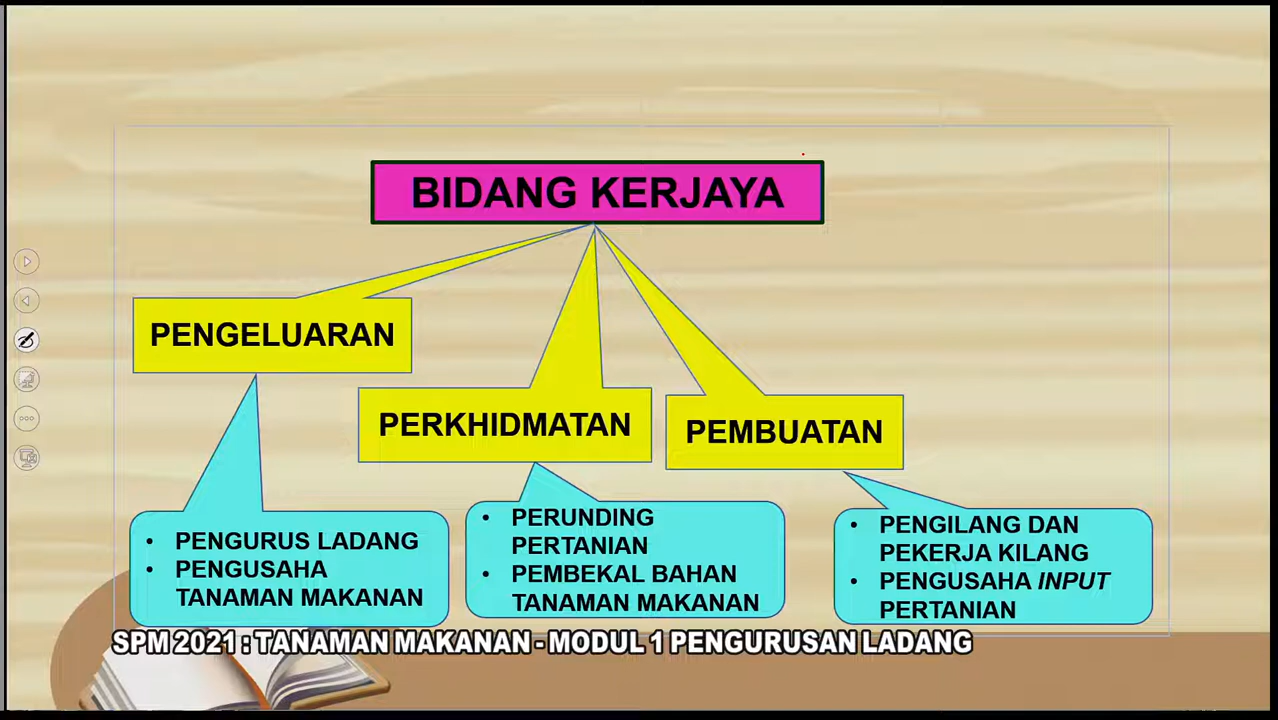 BIDANG KERJAYA
PENGELUARAN
PERKHIDMATAN
PEMBUATAN
• PENGURUS LADANG
• PENGUSAHA
TANAMAN MAKANAN
• PERUNDING
PERTANIAN
• PEMBEKAL BAHAN
TANAMAN MAKANAN
• PENGILANG DAN
PEKERJA KILANG
• PENGUSAHA INPUT
PERTANIAN
SPM 2021 : TANAMAN MAKANAN - MODUL 1 PENGURUSAN LADANG